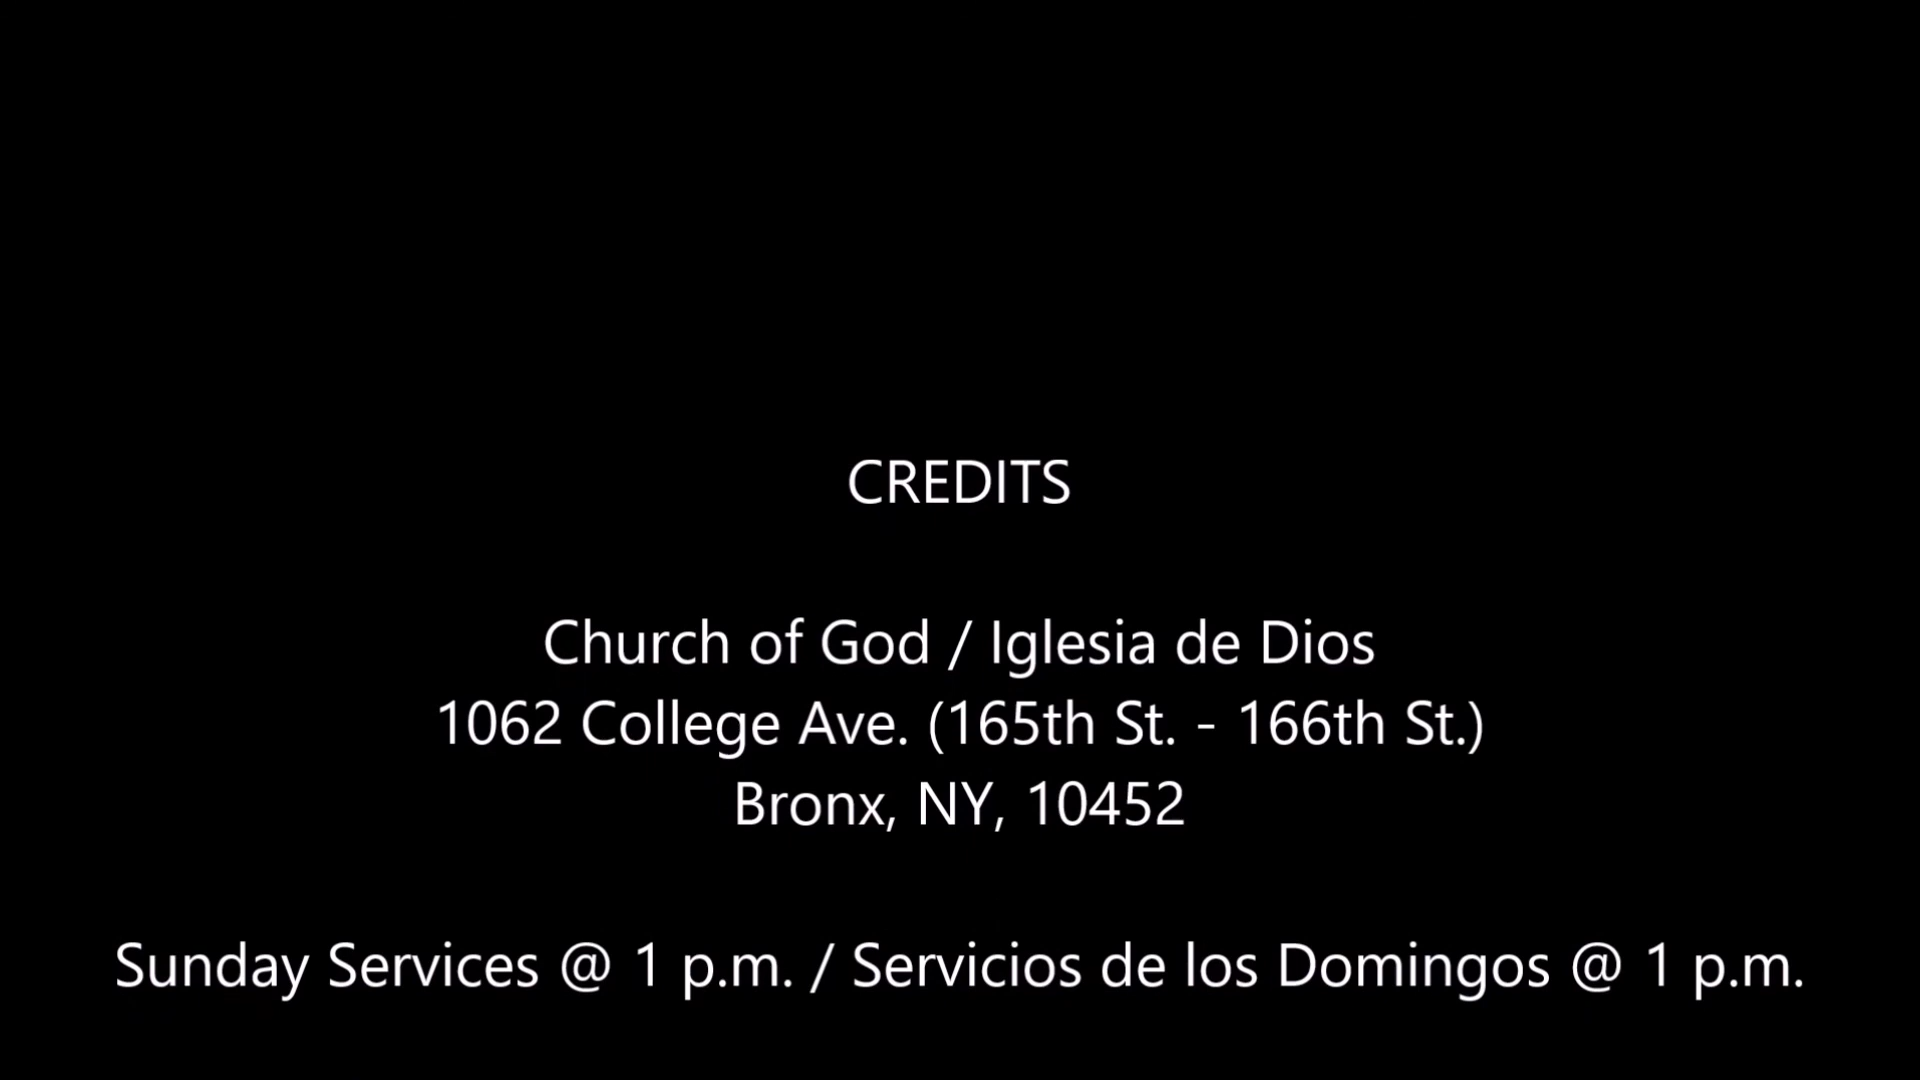 CREDITS
Church of God / Iglesia de Dios
1062 College Ave. (165th St. - 166th St.)
Bronx, NY, 10452
Sunday Services @ 1 p.m. / Servicios de los Domingos @ 1 p.m.